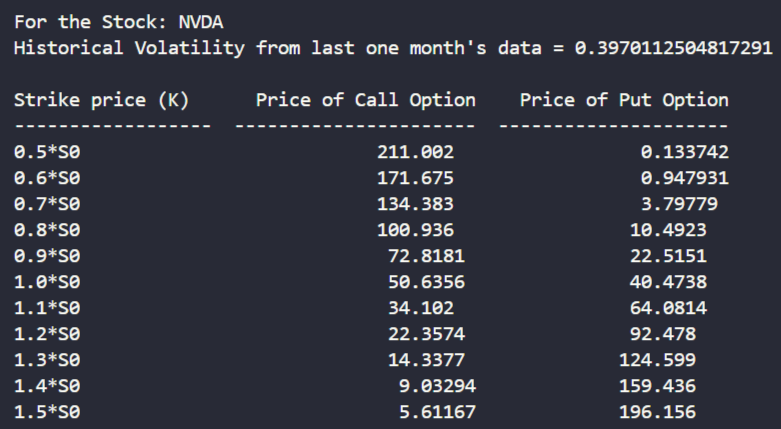 For the Stock: NVDA
Historical Volatility from last one month's data = 0.3970112504817291
Strike price (K) Price of Call Option Price of Put Option
------------------ ---------------------- ---------------------
0.5*S0 211.002 0.133742
0.6*S0 171.675 0.947931
0.7*S0 134.383 3.79779
0.8*S0 100.936 10.4923
0.9*S0 72.8181 22.5151
1.0*S0 50.6356 40.4738
1.1*S0 34.102 64.0814
1.2*S0 22.3574 92.478
1.3*S0 14.3377 124.599
1.4*S0 9.03294 159.436
1.5*S0 5.61167 196.156